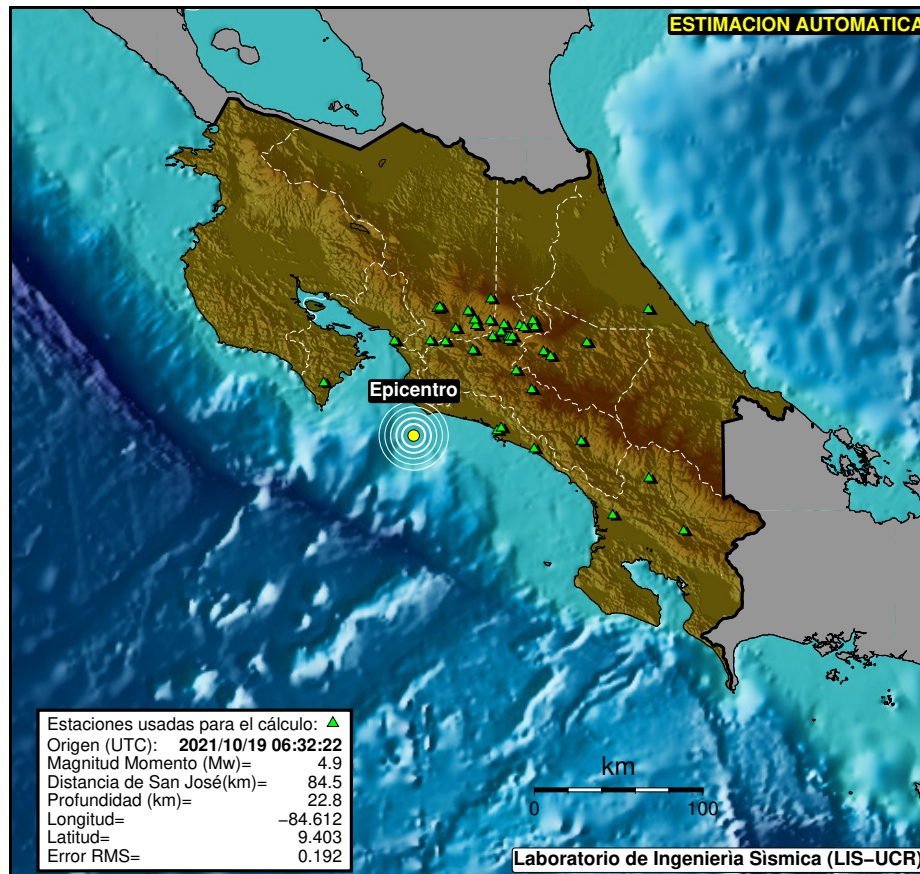 ESTIMACION AUTOMATICA
Epicentro
km
0 100
Estaciones usadas para el cálculo:
Origen (UTC): 2021/10/19 06:32:22
Magnitud Momento (Mw)= 4.9
Distancia de San José(km)= 84.5
Profundidad (km)= 22.8
Longitud= −84.612
Latitud= 9.403
Error RMS= 0.192
Laboratorio de Ingenierìa Sìsmica (LIS−UCR)